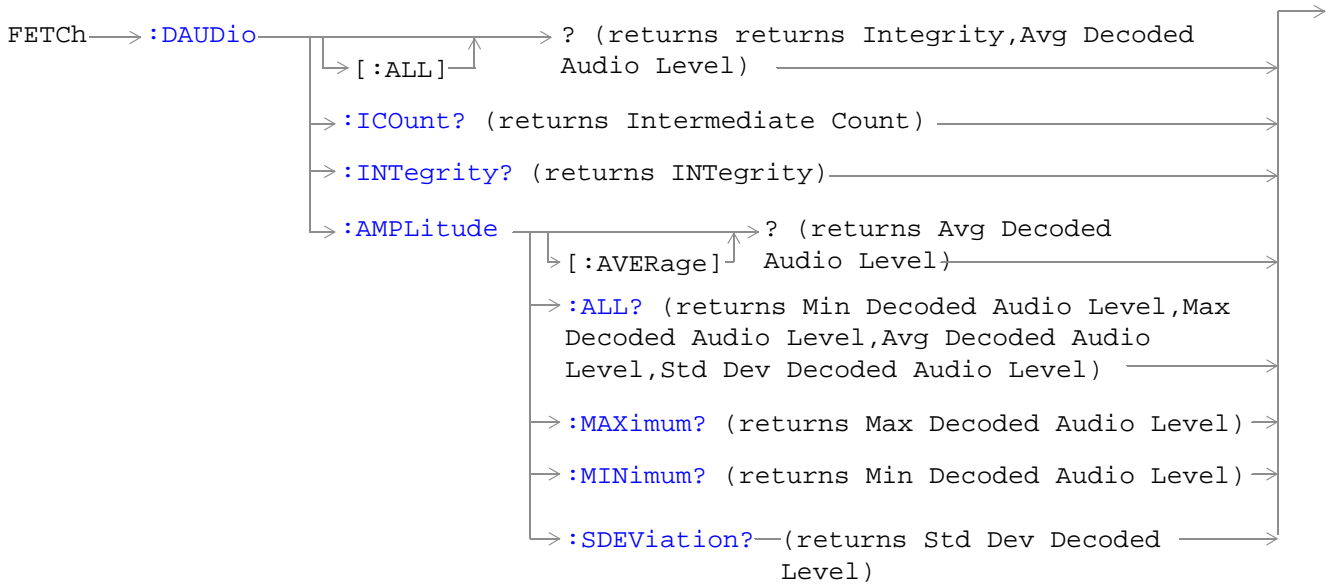 FETCh :DAUDio ? (returns returns Integrity,Avg Decoded
[:ALL] Audio Level)
:ICOunt? (returns Intermediate Count)
:INTegrity? (returns INTegrity)
:AMPLitude ? (returns Avg Decoded
[:AVERage] Audio Level)
:ALL? (returns Min Decoded Audio Level,Max
Decoded Audio Level,Avg Decoded Audio
Level,Std Dev Decoded Audio Level)
:MAXimum? (returns Max Decoded Audio Level)
:MINimum? (returns Min Decoded Audio Level)
:SDEViation? (returns Std Dev Decoded
Level)